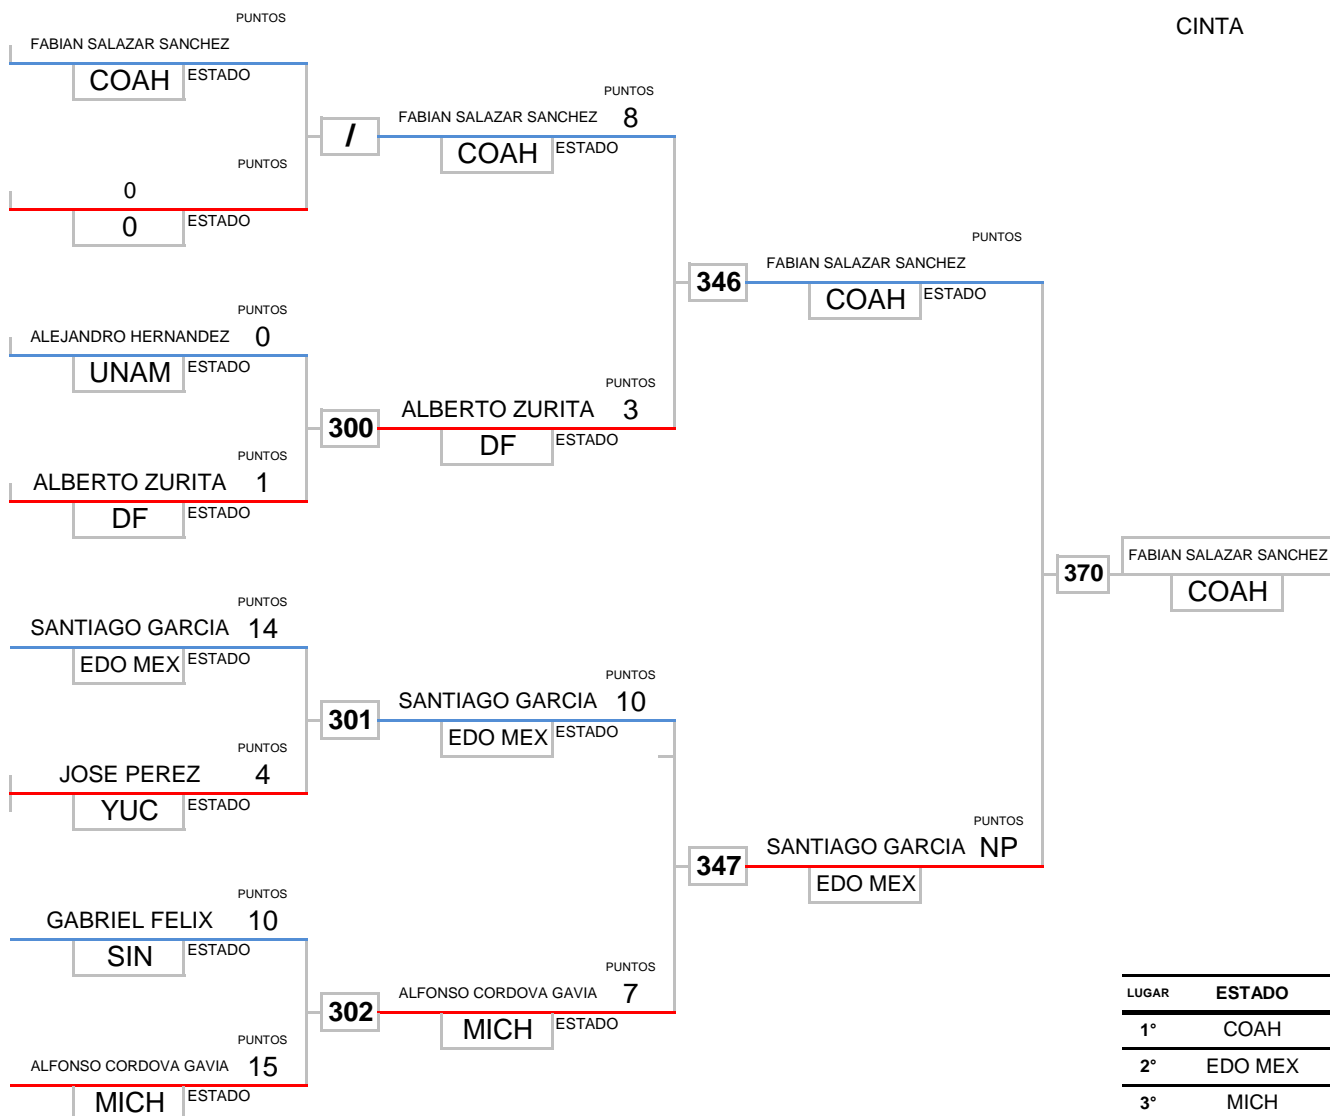 PUNTOS
CINTA
FABIAN SALAZAR SANCHEZ
COAH ESTADO
PUNTOS
/ FABIAN SALAZAR SANCHEZ 8
COAH ESTADO
PUNTOS
0
0 ESTADO
PUNTOS
346 FABIAN SALAZAR SANCHEZ
COAH ESTADO
PUNTOS
ALEJANDRO HERNANDEZ 0
UNAM ESTADO
PUNTOS
300 ALBERTO ZURITA 3
DF ESTADO
PUNTOS
ALBERTO ZURITA 1
DF ESTADO
370 FABIAN SALAZAR SANCHEZ
COAH
PUNTOS
SANTIAGO GARCIA 14
EDO MEX ESTADO
PUNTOS
301 SANTIAGO GARCIA 10
EDO MEX ESTADO
PUNTOS
JOSE PEREZ 4
YUC ESTADO
PUNTOS
347 SANTIAGO GARCIA NP
EDO MEX
PUNTOS
GABRIEL FELIX 10
SIN ESTADO
PUNTOS
302 ALFONSO CORDOVA GAVIA 7
MICH ESTADO
PUNTOS
ALFONSO CORDOVA GAVIA 15
MICH ESTADO
LUGAR ESTADO
1° COAH
2° EDO MEX
3° MICH